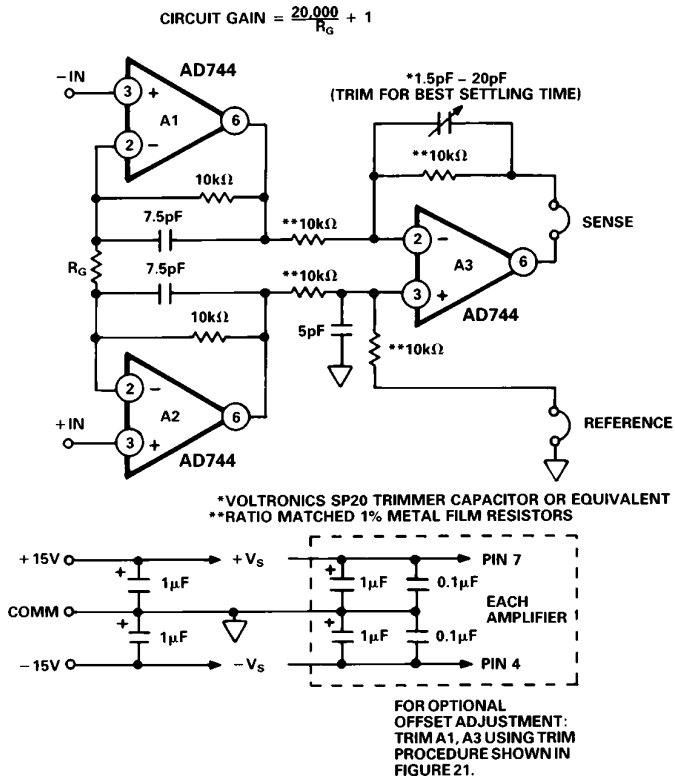 CIRCUIT GAIN = 20,000 / RG + 1
AD744
−IN
3
+
A1
6
2
−
*1.5pF − 20pF
(TRIM FOR BEST SETTLING TIME)
**10kΩ
10kΩ
7.5pF
**10kΩ
2
−
A3
6
SENSE
RG
7.5pF
**10kΩ
3
+
AD744
10kΩ
5pF
**10kΩ
2
−
A2
6
+IN
3
+
AD744
REFERENCE
*VOLTRONICS SP20 TRIMMER CAPACITOR OR EQUIVALENT
**RATIO MATCHED 1% METAL FILM RESISTORS
+15V
+VS
PIN 7
+
1μF
+
1μF
0.1μF
COMM
EACH
AMPLIFIER
+
1μF
+
1μF
0.1μF
−15V
−VS
PIN 4
FOR OPTIONAL
OFFSET ADJUSTMENT:
TRIM A1, A3 USING TRIM
PROCEDURE SHOWN IN
FIGURE 21.